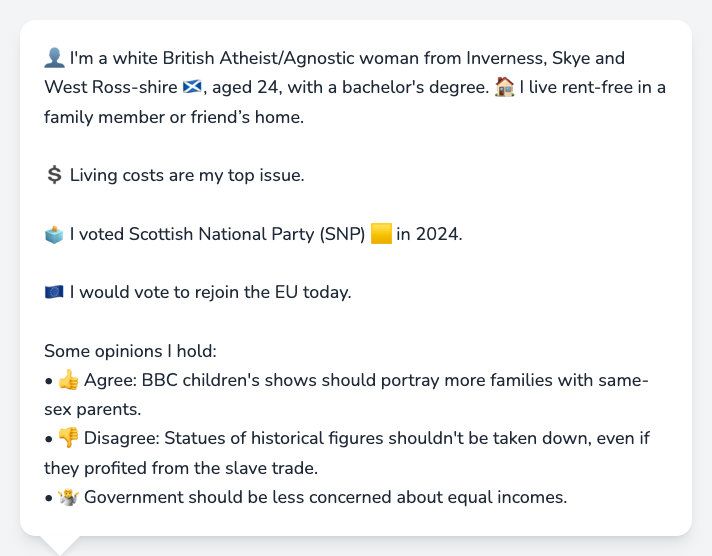 👤 I'm a white British Atheist/Agnostic woman from Inverness, Skye and
West Ross-shire 🏴󠁧󠁢󠁳󠁣󠁴󠁿, aged 24, with a bachelor's degree. 🏠 I live rent-free in a
family member or friend’s home.
💲 Living costs are my top issue.
🗳️ I voted Scottish National Party (SNP) 🟨 in 2024.
🇪🇺 I would vote to rejoin the EU today.
Some opinions I hold:
• 👍 Agree: BBC children's shows should portray more families with same-
sex parents.
• 👎 Disagree: Statues of historical figures shouldn't be taken down, even if
they profited from the slave trade.
• 🤷 Government should be less concerned about equal incomes.